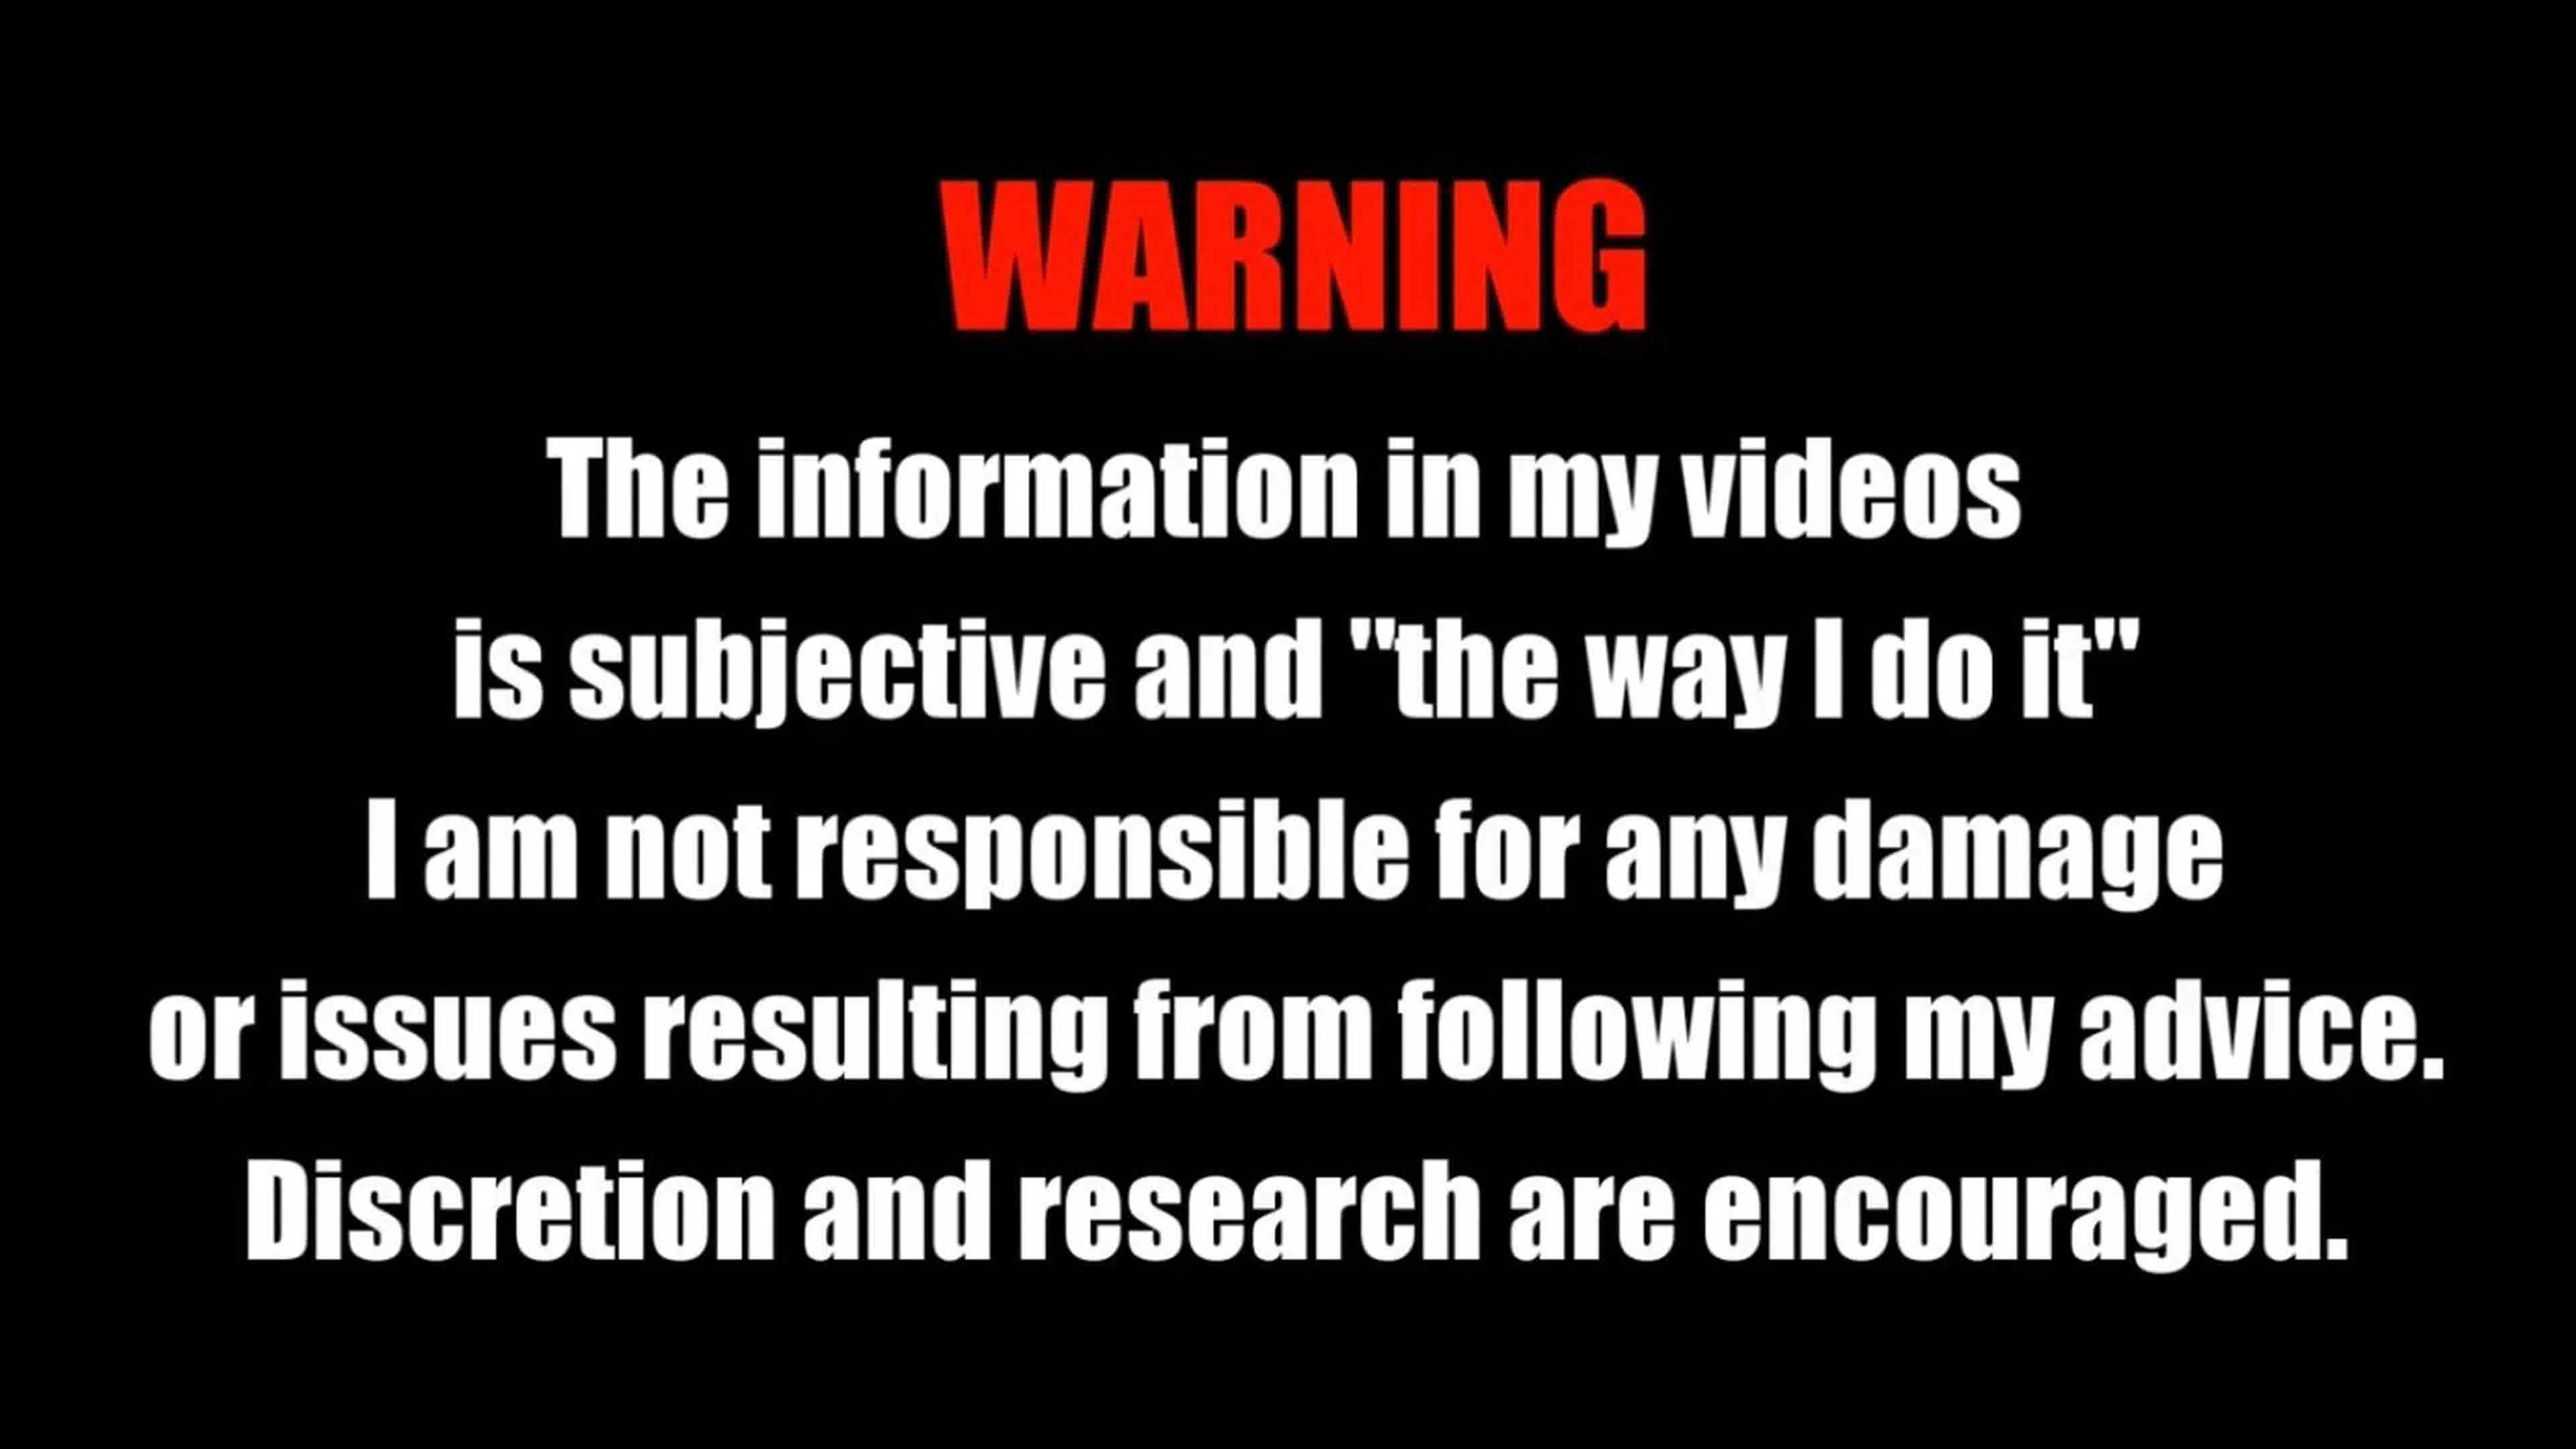 WARNING
The information in my videos
is subjective and "the way I do it"
I am not responsible for any damage
or issues resulting from following my advice.
Discretion and research are encouraged.